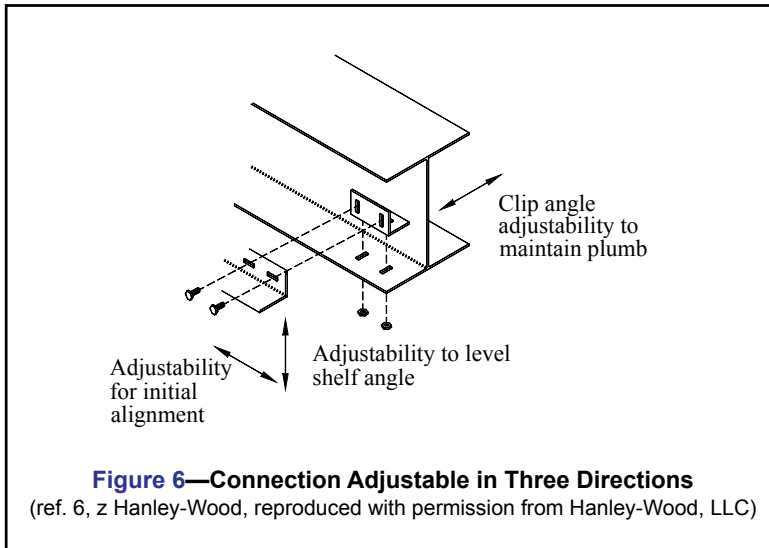 Clip angle
adjustability to
maintain plumb
Adjustability to level
shelf angle
Adjustability
for initial
alignment
Figure 6—Connection Adjustable in Three Directions
(ref. 6, z Hanley-Wood, reproduced with permission from Hanley-Wood, LLC)